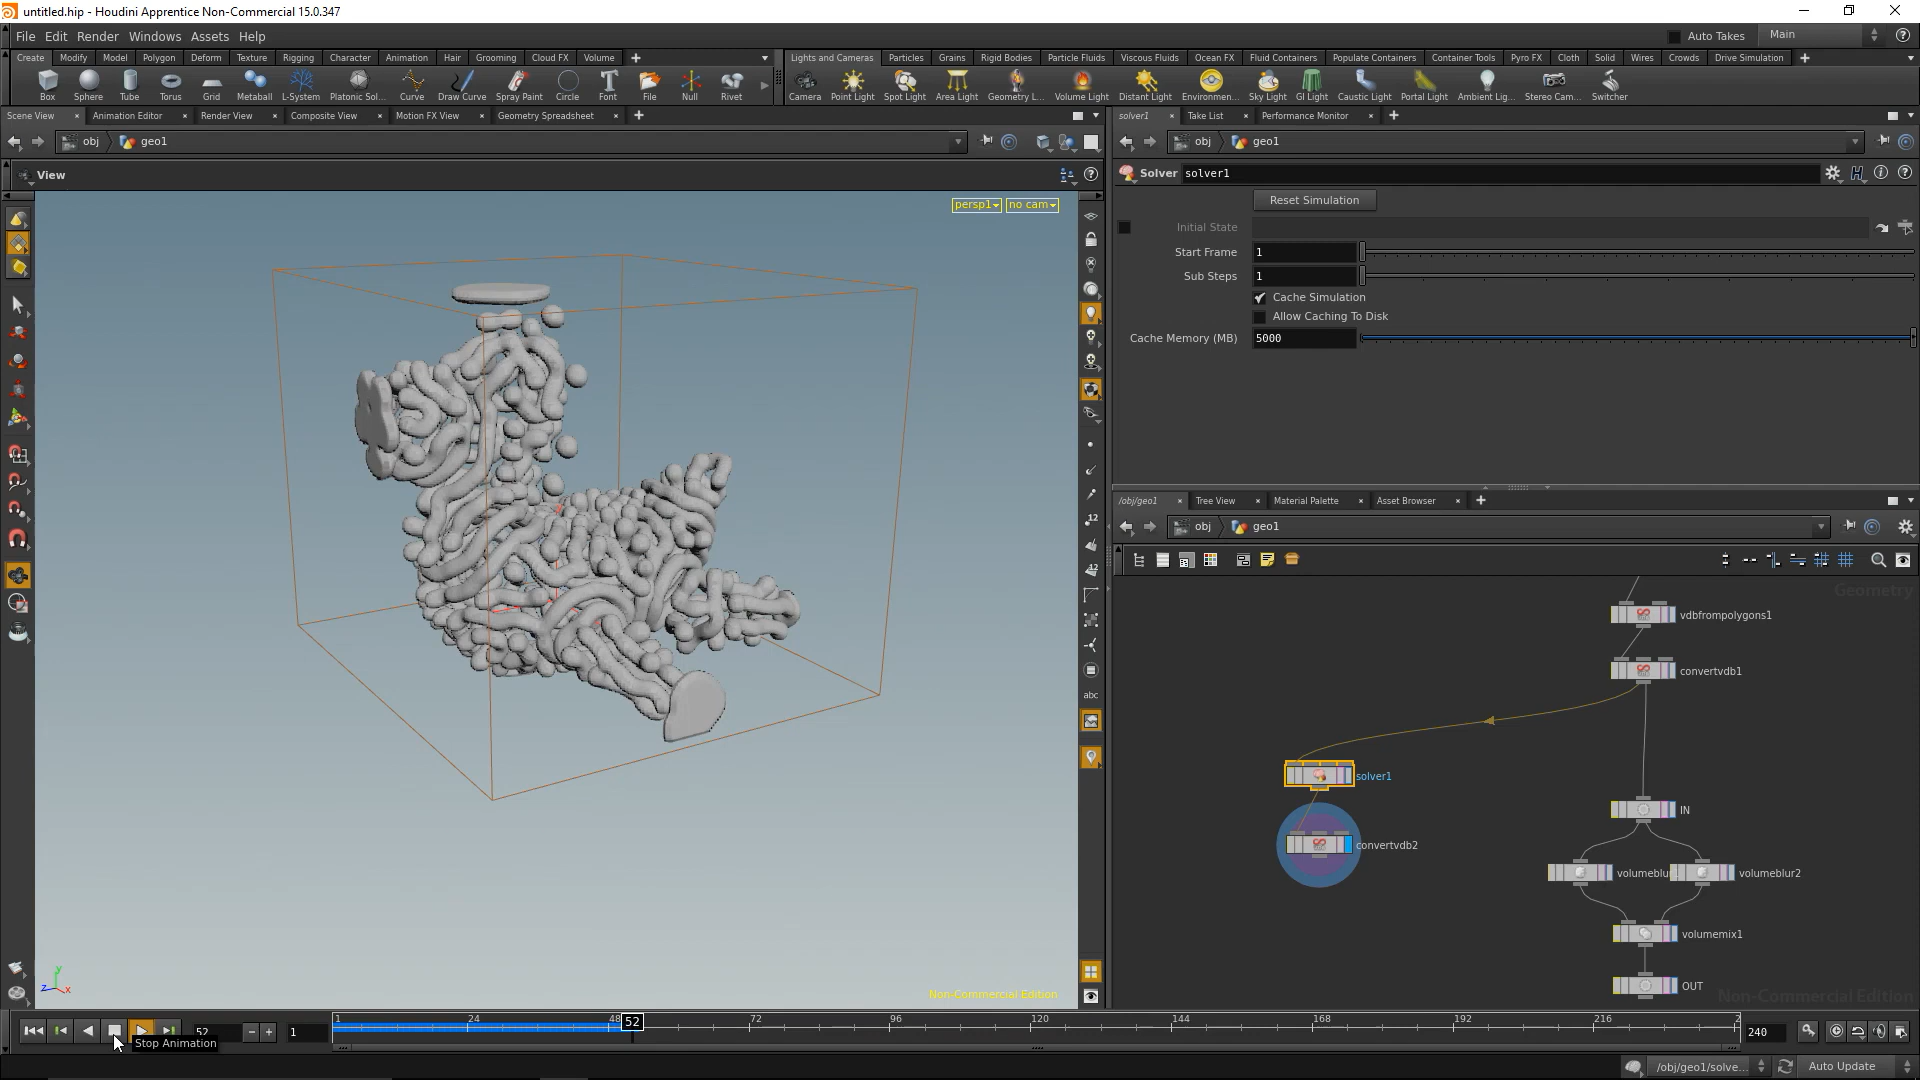 untitled.hip - Houdini Apprentice Non-Commercial 15.0.347
File Edit Render Windows Assets Help
Auto Takes Main
Create Modify Model Polygon Deform Texture Rigging Character Animation Hair Grooming Cloud FX Volume
Lights and Cameras Particles Grains Rigid Bodies Particle Fluids Viscous Fluids Ocean FX Fluid Containers Populate Containers Container Tools Pyro FX Cloth Solid Wires Crowds Drive Simulation
Box Sphere Tube Torus Grid Metaball L-System Platonic Sol... Curve Draw Curve Spray Paint Circle Font File Null Rivet
Camera Point Light Spot Light Area Light Geometry L... Volume Light Distant Light Environmen... Sky Light GI Light Caustic Light Portal Light Ambient Lig... Stereo Cam... Switcher
Scene View Animation Editor Render View Composite View Motion FX View Geometry Spreadsheet
solver1 Take List Performance Monitor
obj geo1
obj geo1
View
persp1 no cam
Solver solver1
Reset Simulation
Initial State
Start Frame 1
Sub Steps 1
Cache Simulation
Allow Caching To Disk
Cache Memory (MB) 5000
/obj/geo1 Tree View Material Palette Asset Browser
obj geo1
Geometry
vdbfrompolygons1
convertvdb1
solver1
IN
convertvdb2
volumeblu
volumeblur2
volumemix1
OUT
12
12
abc
y
z x
Non-Commercial Edition
Non-Commercial Edition
52 1
1 24 48 52 72 96 120 144 168 192 216 2
240
Stop Animation
/obj/geo1/solve... Auto Update